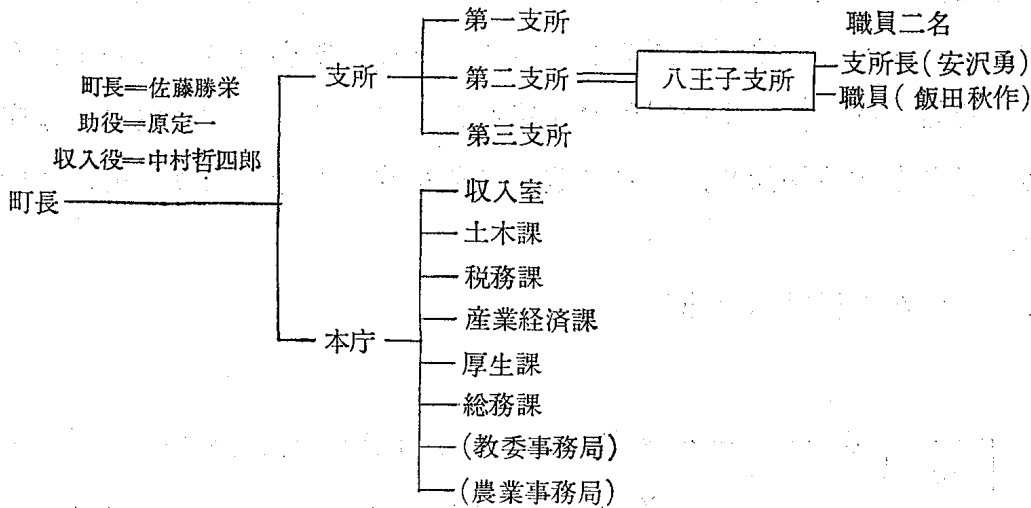 町長＝佐藤勝栄
助役＝原定一
収入役＝中村哲四郎
町長
支所
第一支所
第二支所
第三支所
八王子支所
職員二名
支所長(安沢勇)
職員(飯田秋作)
本庁
収入室
土木課
税務課
産業経済課
厚生課
総務課
(教委事務局)
(農業事務局)